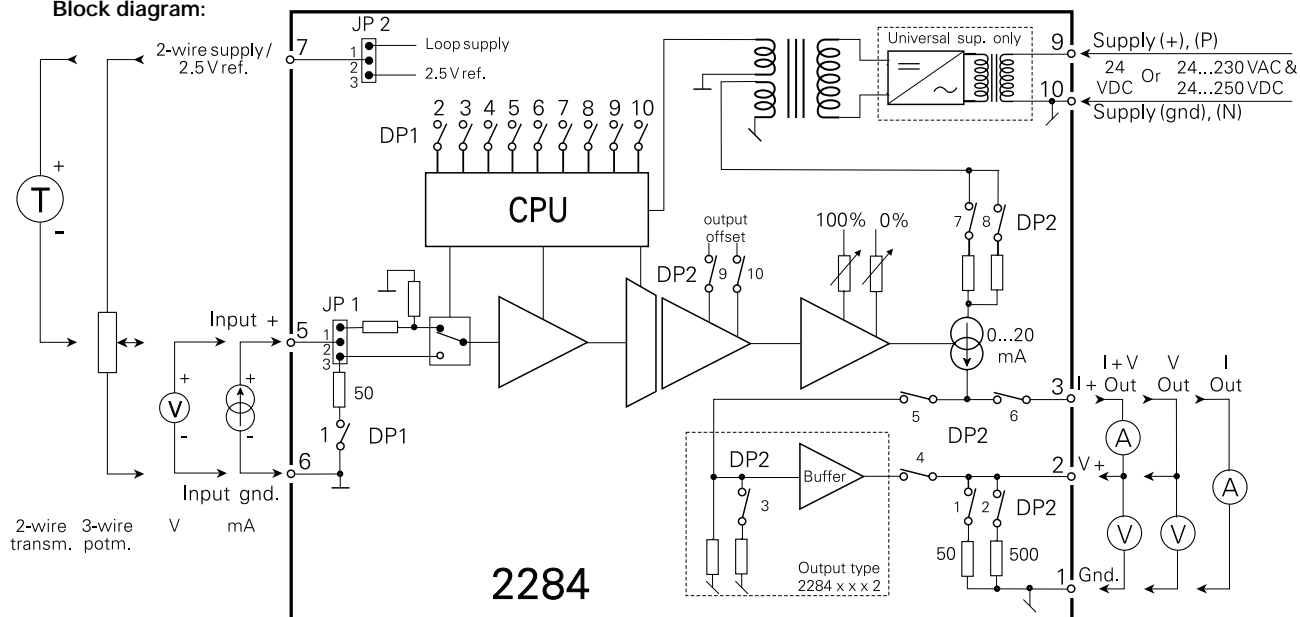 Block diagram:
JP 2
7
2-wire supply /
2.5 V ref.
1
2
3
Loop supply
2.5 V ref.
Universal sup. only
9
Supply (+), (P)
24
VDC
Or
24...230 VAC &
24...250 VDC
10
Supply (gnd), (N)
2 3 4 5 6 7 8 9 10
DP1
CPU
T
+
-
output
offset
DP2
9
10
100%
0%
7
8
DP2
JP 1
1
2
3
Input +
5
50
1
DP1
6
Input gnd.
+
V
-
+
-
2-wire
transm.
3-wire
potm.
V
mA
0...20
mA
5
6
DP2
3
I +
I + V
Out
V
Out
I
Out
A
A
V
V
DP2
3
Buffer
4
2
V +
1
2
DP2
50
500
Output type
2284 x x x 2
1
Gnd.
2284